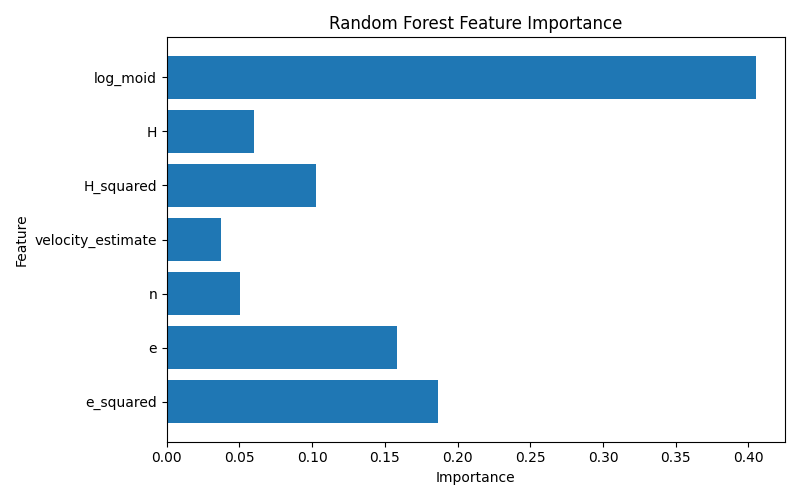 Random Forest Feature Importance
log_moid
H
H_squared
velocity_estimate
n
e
e_squared
Feature
0.00 0.05 0.10 0.15 0.20 0.25 0.30 0.35 0.40
Importance